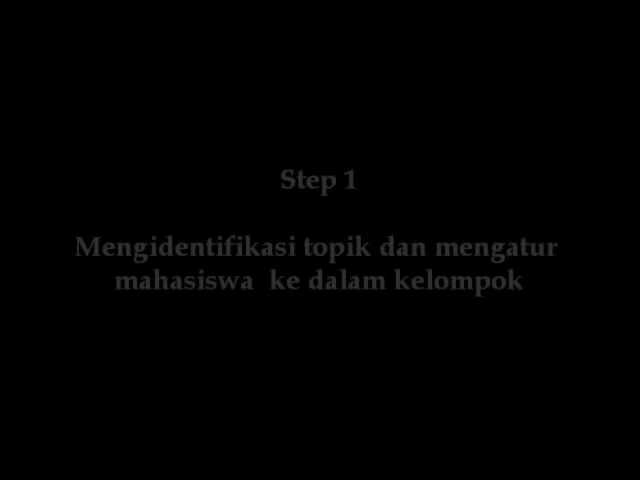 Step 1
Mengidentifikasi topik dan mengatur
mahasiswa  ke dalam kelompok